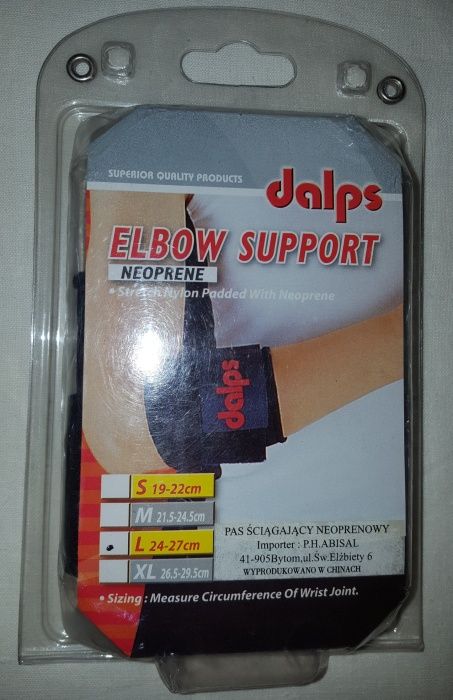 SUPERIOR QUALITY PRODUCTS
dalps
ELBOW SUPPORT
NEOPRENE
• Stretch Nylon Padded With Neoprene
dalps
S 19-22cm
M 21.5-24.5cm
L 24-27cm
XL 26.5-29.5cm
PAS ŚCIĄGAJĄCY NEOPRENOWY
Importer : P.H.ABISAL
41-905Bytom,ul.Św.Elżbiety 6
WYPRODUKOWANO W CHINACH
• Sizing : Measure Circumference Of Wrist Joint.